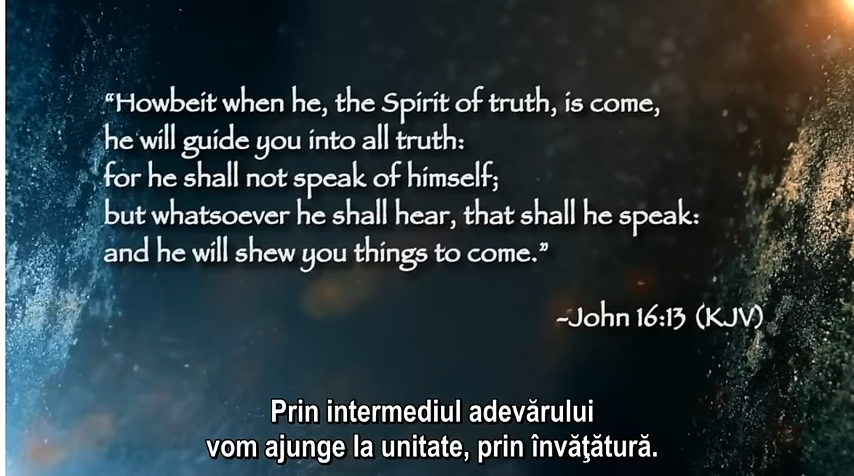 “Howbeit when he, the Spirit of truth, is come,
he will guide you into all truth:
for he shall not speak of himself;
but whatsoever he shall hear, that shall he speak:
and he will shew you things to come.”
-John 16:13 (KJV)
Prin intermediul adevărului
vom ajunge la unitate, prin învăţătură.